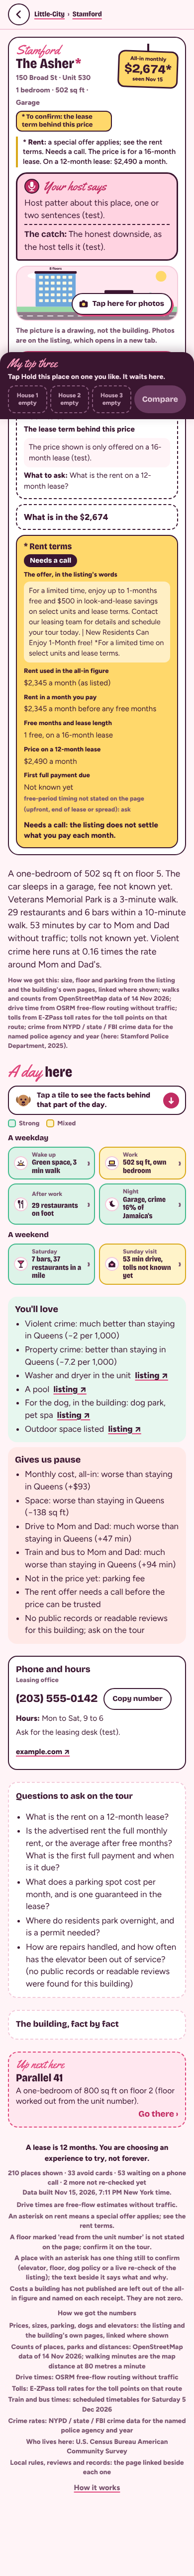 Little-City › Stamford
Stamford
The Asher*
150 Broad St · Unit 530
1 bedroom · 502 sq ft ·
Garage
* To confirm: the lease
term behind this price
All-in monthly
$2,674*
seen Nov 15
* Rent: a special offer applies; see the rent
terms. Needs a call. The price is for a 16-month
lease. On a 12-month lease: $2,490 a month.
Your host says
Host patter about this place, one or
two sentences (test).
The catch: The honest downside, as
the host tells it (test).
Tap here for photos
The picture is a drawing, not the building. Photos
are on the listing, which opens in a new tab.
My top three
Tap Hold this place on one you like. It waits here.
House 1
empty
House 2
empty
House 3
empty
Compare
The lease term behind this price
The price shown is only offered on a 16-
month lease (test).
What to ask: What is the rent on a 12-
month lease?
What is in the $2,674
* Rent terms
Needs a call
The offer, in the listing's words
For a limited time, enjoy up to 1-months
free and $500 in look-and-lease savings
on select units and lease terms. Contact
our leasing team for details and schedule
your tour today. | New Residents Can
Enjoy 1-Month Free! *For a limited time on
select units and lease terms.
Rent used in the all-in figure
$2,345 a month (as listed)
Rent in a month you pay
$2,345 a month before any free months
Free months and lease length
1 free, on a 16-month lease
Price on a 12-month lease
$2,490 a month
First full payment due
Not known yet
free-period timing not stated on the page
(upfront, end of lease or spread): ask
Needs a call: the listing does not settle
what you pay each month.
A one-bedroom of 502 sq ft on floor 5. The
car sleeps in a garage, fee not known yet.
Veterans Memorial Park is a 3-minute walk.
29 restaurants and 6 bars within a 10-minute
walk. 53 minutes by car to Mom and Dad
without traffic; tolls not known yet. Violent
crime here runs at 0.16 times the rate
around Mom and Dad's.
How we got this: size, floor and parking from the listing
and the building's own pages, linked where shown; walks
and counts from OpenStreetMap data of 14 Nov 2026;
drive time from OSRM free-flow routing without traffic;
tolls from E-ZPass toll rates for the toll points on that
route; crime from NYPD / state / FBI crime data for the
named police agency and year (here: Stamford Police
Department, 2025).
A day here
Tap a tile to see the facts behind
that part of the day.
Strong Mixed
A weekday
Wake up
Green space, 3
min walk
Work
502 sq ft, own
bedroom
After work
29 restaurants
on foot
Night
Garage, crime
16% of
Jamaica's
A weekend
Saturday
7 bars, 37
restaurants in a
mile
Sunday visit
53 min drive,
tolls not known
yet
You'll love
• Violent crime: much better than staying
in Queens (−2 per 1,000)
• Property crime: better than staying in
Queens (−7.2 per 1,000)
• Washer and dryer in the unit listing ↗
• A pool listing ↗
• For the dog, in the building: dog park,
pet spa listing ↗
• Outdoor space listed listing ↗
Gives us pause
• Monthly cost, all-in: worse than staying
in Queens (+$93)
• Space: worse than staying in Queens
(−138 sq ft)
• Drive to Mom and Dad: much worse than
staying in Queens (+47 min)
• Train and bus to Mom and Dad: much
worse than staying in Queens (+94 min)
• Not in the price yet: parking fee
• The rent offer needs a call before the
price can be trusted
• No public records or readable reviews
for this building; ask on the tour
Phone and hours
Leasing office
(203) 555-0142
Copy number
Hours: Mon to Sat, 9 to 6
Ask for the leasing desk (test).
example.com ↗
Questions to ask on the tour
• What is the rent on a 12-month lease?
• Is the advertised rent the full monthly
rent, or the average after free months?
What is the first full payment and when
is it due?
• What does a parking spot cost per
month, and is one guaranteed in the
lease?
• Where do residents park overnight, and
is a permit needed?
• How are repairs handled, and how often
has the elevator been out of service?
(no public records or readable reviews
were found for this building)
The building, fact by fact
Up next here
Parallel 41
A one-bedroom of 800 sq ft on floor 2 (floor
worked out from the unit number).
Go there ›
A lease is 12 months. You are choosing an
experience to try, not forever.
210 places shown · 33 avoid cards · 53 waiting on a phone
call · 2 more not re-checked yet
Data built Nov 15, 2026, 7:11 PM New York time.
Drive times are free-flow estimates without traffic.
An asterisk on rent means a special offer applies; see the
rent terms.
A floor marked 'read from the unit number' is not stated
on the page; confirm it on the tour.
A place with an asterisk has one thing still to confirm
(elevator, floor, dog policy or a live re-check of the
listing); the text beside it says what and why.
Costs a building has not published are left out of the all-
in figure and named on each receipt. They are not zero.
How we got the numbers
Prices, sizes, parking, dogs and elevators: the listing and
the building's own pages, linked where shown
Counts of places, parks and distances: OpenStreetMap
data of 14 Nov 2026; walking minutes are the map
distance at 80 metres a minute
Drive times: OSRM free-flow routing without traffic
Tolls: E-ZPass toll rates for the toll points on that route
Train and bus times: scheduled timetables for Saturday 5
Dec 2026
Crime rates: NYPD / state / FBI crime data for the named
police agency and year
Who lives here: U.S. Census Bureau American
Community Survey
Local rules, reviews and records: the page linked beside
each one
How it works